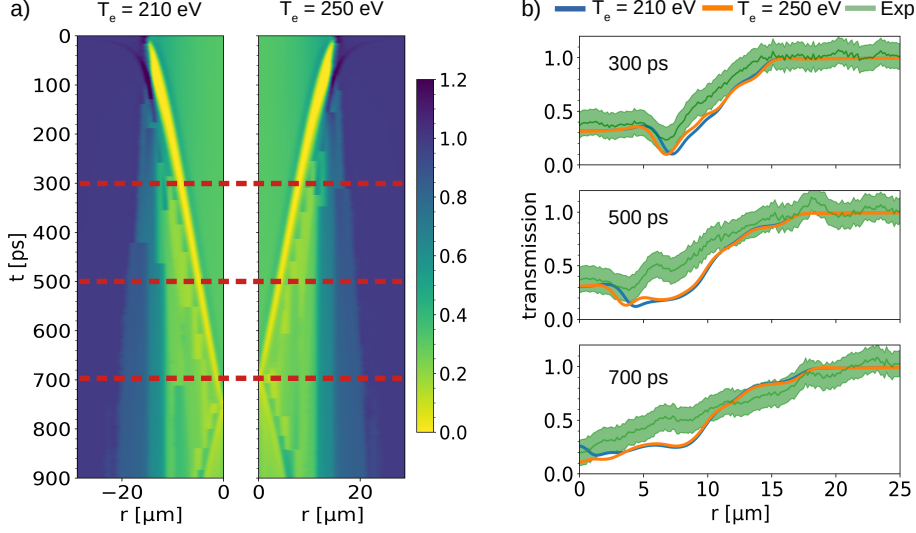 a)
T_e = 210 eV
T_e = 250 eV
0
100
200
300
400
500
600
700
800
900
t [ps]
−20
0
r [μm]
0
20
r [μm]
1.2
1.0
0.8
0.6
0.4
0.2
0.0
b)
T_e = 210 eV
T_e = 250 eV
Exp
transmission
300 ps
1.0
0.5
0.0
500 ps
1.0
0.5
0.0
700 ps
1.0
0.5
0.0
0
5
10
15
20
25
r [μm]